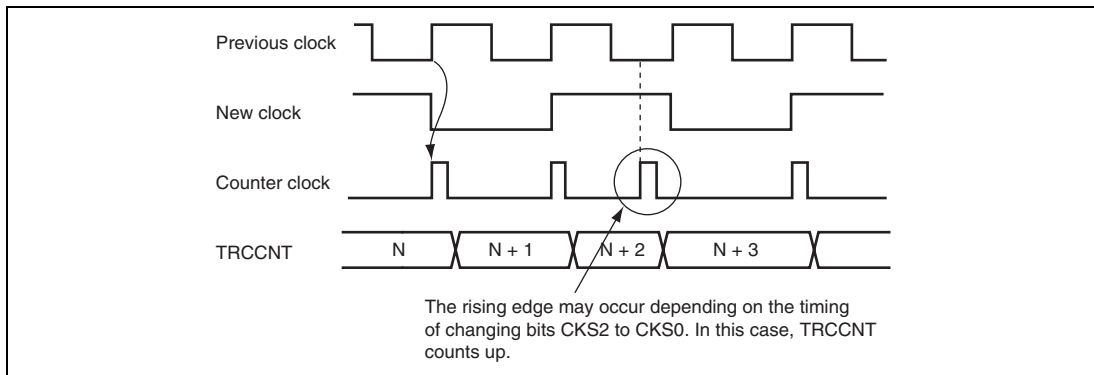 Previous clock
New clock
Counter clock
TRCCNT
N
N + 1
N + 2
N + 3
The rising edge may occur depending on the timing
of changing bits CKS2 to CKS0. In this case, TRCCNT
counts up.